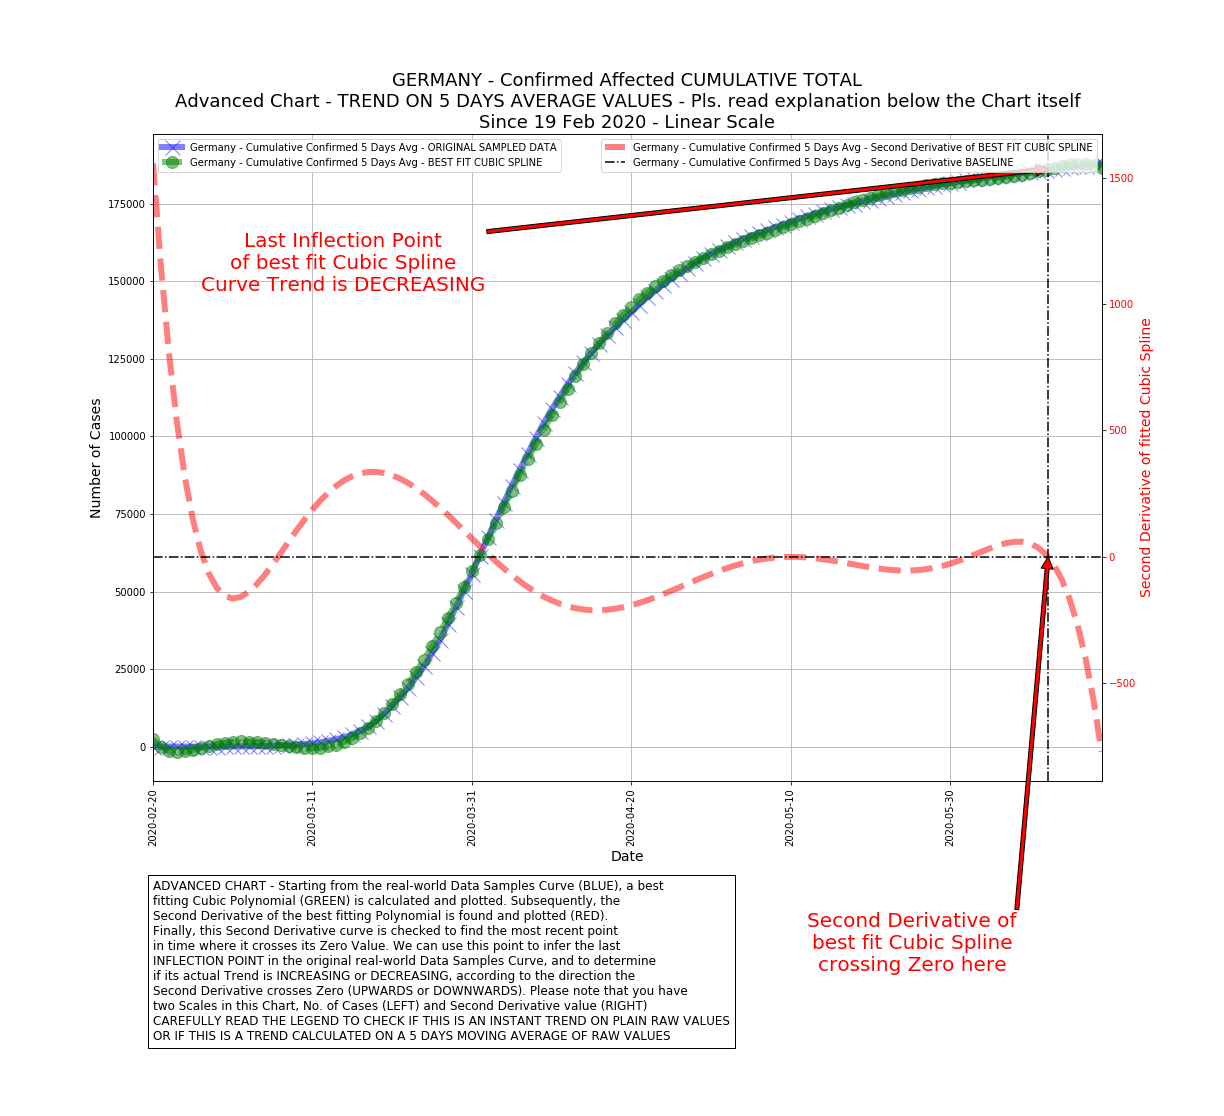 GERMANY - Confirmed Affected CUMULATIVE TOTAL
Advanced Chart - TREND ON 5 DAYS AVERAGE VALUES - Pls. read explanation below the Chart itself
Since 19 Feb 2020 - Linear Scale
Germany - Cumulative Confirmed 5 Days Avg - ORIGINAL SAMPLED DATA
Germany - Cumulative Confirmed 5 Days Avg - BEST FIT CUBIC SPLINE
Germany - Cumulative Confirmed 5 Days Avg - Second Derivative of BEST FIT CUBIC SPLINE
Germany - Cumulative Confirmed 5 Days Avg - Second Derivative BASELINE
Last Inflection Point
of best fit Cubic Spline
Curve Trend is DECREASING
Number of Cases
175000
150000
125000
100000
75000
50000
25000
0
Second Derivative of fitted Cubic Spline
1500
1000
500
0
−500
2020-02-20
2020-03-11
2020-03-31
2020-04-20
2020-05-10
2020-05-30
Date
Second Derivative of
best fit Cubic Spline
crossing Zero here
ADVANCED CHART - Starting from the real-world Data Samples Curve (BLUE), a best
fitting Cubic Polynomial (GREEN) is calculated and plotted. Subsequently, the
Second Derivative of the best fitting Polynomial is found and plotted (RED).
Finally, this Second Derivative curve is checked to find the most recent point
in time where it crosses its Zero Value. We can use this point to infer the last
INFLECTION POINT in the original real-world Data Samples Curve, and to determine
if its actual Trend is INCREASING or DECREASING, according to the direction the
Second Derivative crosses Zero (UPWARDS or DOWNWARDS). Please note that you have
two Scales in this Chart, No. of Cases (LEFT) and Second Derivative value (RIGHT)
CAREFULLY READ THE LEGEND TO CHECK IF THIS IS AN INSTANT TREND ON PLAIN RAW VALUES
OR IF THIS IS A TREND CALCULATED ON A 5 DAYS MOVING AVERAGE OF RAW VALUES